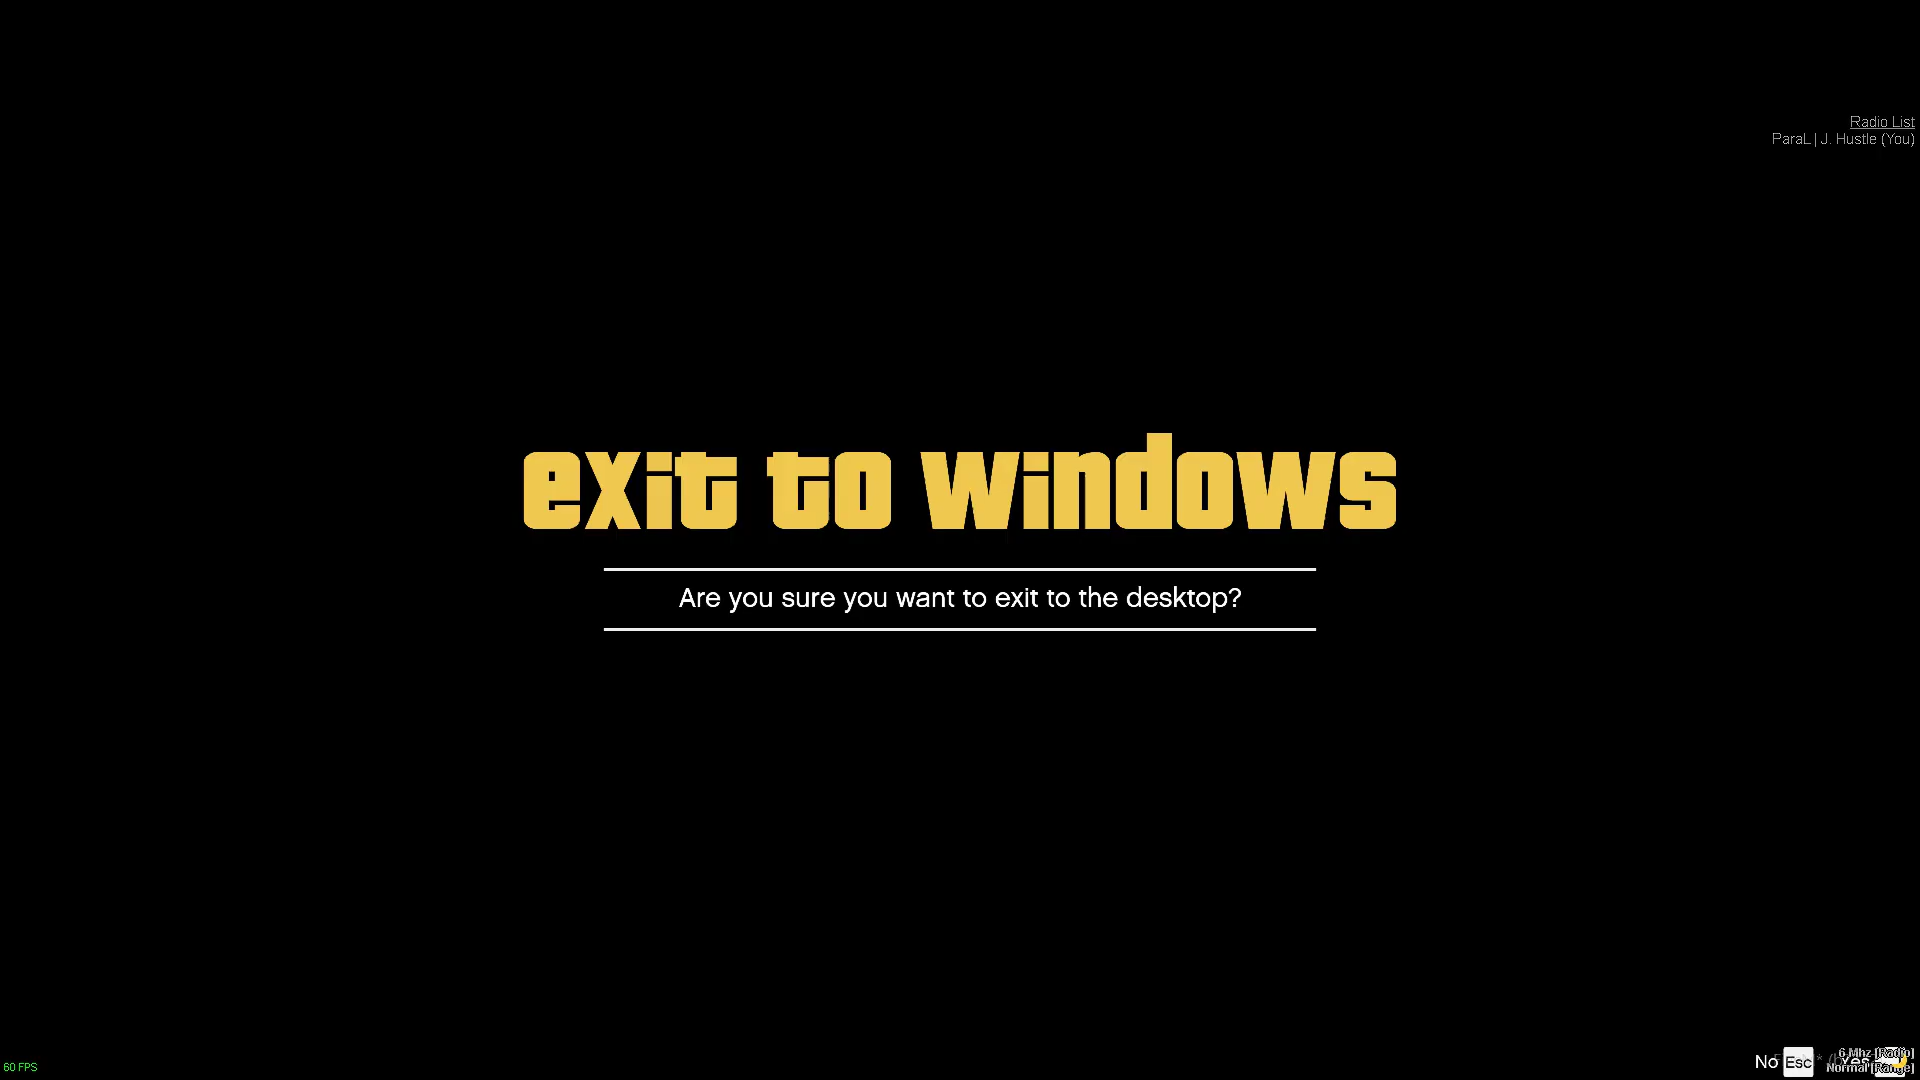 Radio List
ParaL | J. Hustle (You)
exit to windows
Are you sure you want to exit to the desktop?
60 FPS
No Esc Yes
6 Mhz [Radio]
Normal [Range]